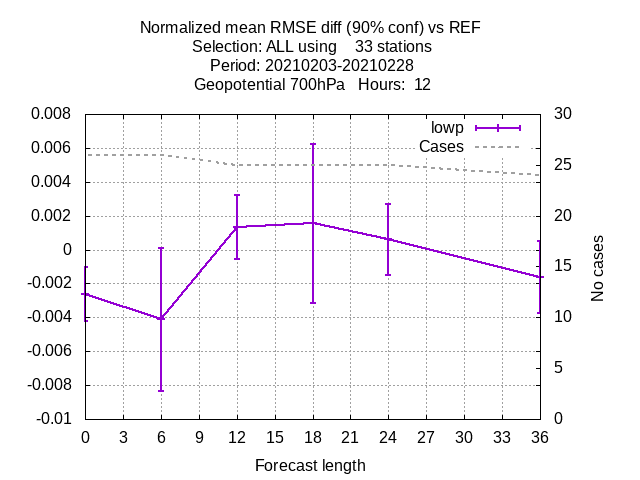 Normalized mean RMSE diff (90% conf) vs REF
Selection: ALL using    33 stations
Period: 20210203-20210228
Geopotential 700hPa   Hours:  12
0.008
0.006
0.004
0.002
0
-0.002
-0.004
-0.006
-0.008
-0.01
lowp
Cases
30
25
20
15
10
5
0
No cases
0 3 6 9 12 15 18 21 24 27 30 33 36
Forecast length